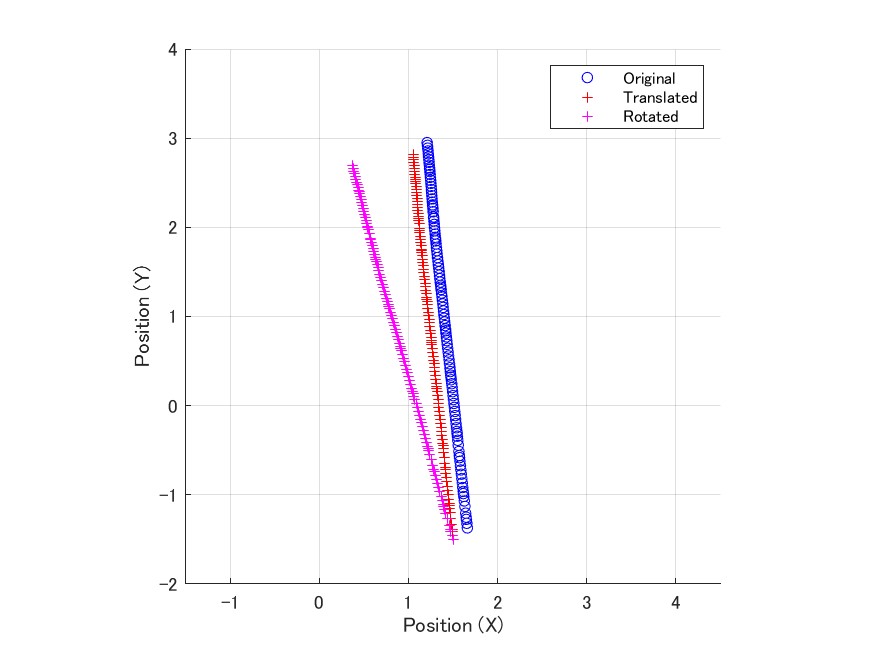 Original
Translated
Rotated
4
3
2
1
0
−1
−2
Position (Y)
−1
0
1
2
3
4
Position (X)